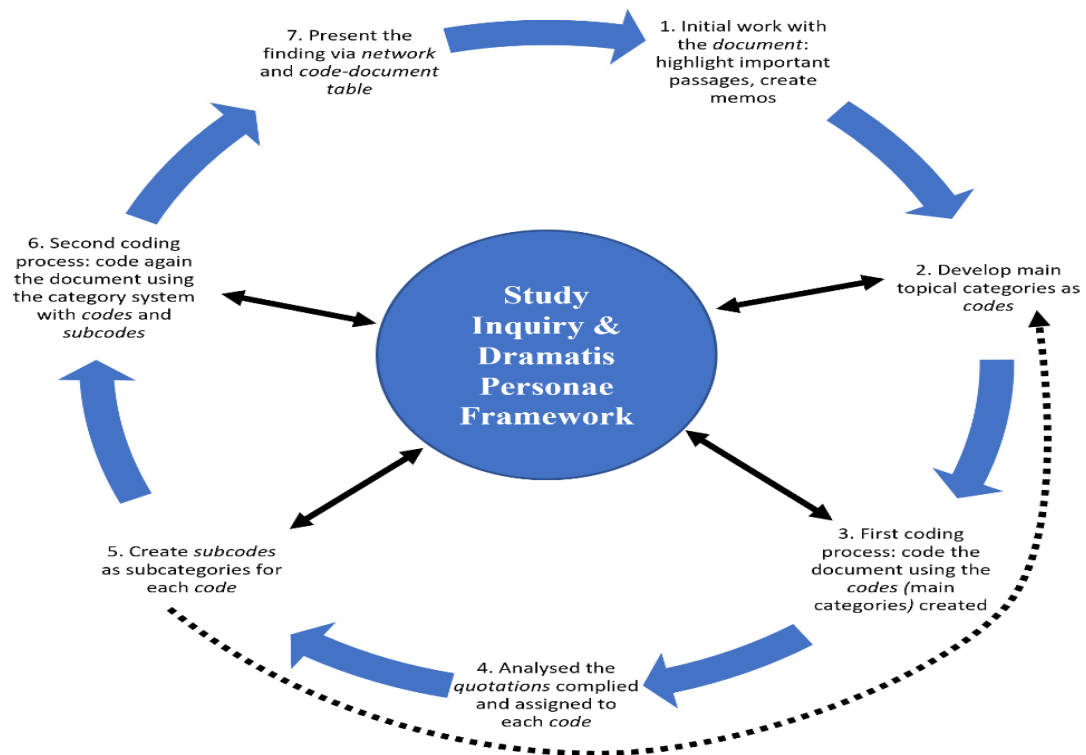 1. Initial work with
the document:
highlight important
passages, create
memos
2. Develop main
topical categories as
codes
3. First coding
process: code the
document using the
codes (main
categories) created
4. Analysed the
quotations complied
and assigned to
each code
5. Create subcodes
as subcategories for
each code
6. Second coding
process: code again
the document using
the category system
with codes and
subcodes
7. Present the
finding via network
and code-document
table
Study
Inquiry &
Dramatis
Personae
Framework